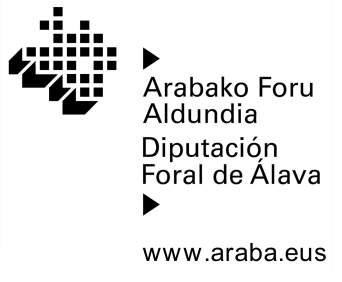 Arabako Foru
Aldundia
Diputación
Foral de Álava
www.araba.eus